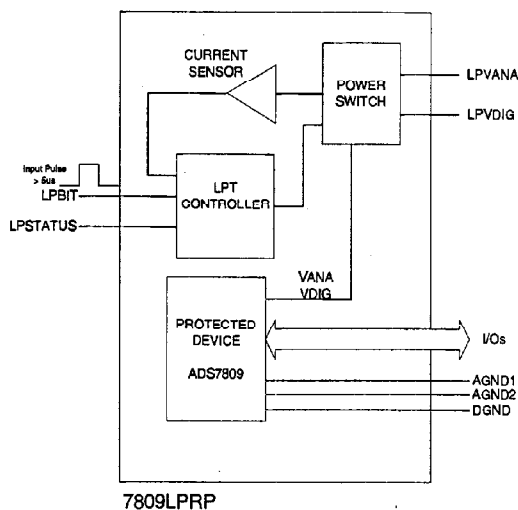 CURRENT
SENSOR
POWER
SWITCH
LPVANA
LPVDIG
Input Pulse
> 5us
LPBIT
LPSTATUS
LPT
CONTROLLER
VANA
VDIG
PROTECTED
DEVICE
ADS7809
I/Os
AGND1
AGND2
DGND
7809LPRP